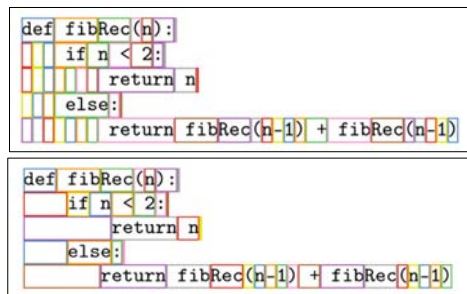 def fibRec(n):
    if n < 2:
        return n
    else:
        return fibRec(n-1) + fibRec(n-1)
def fibRec(n):
    if n < 2:
        return n
    else:
        return fibRec(n-1) + fibRec(n-1)